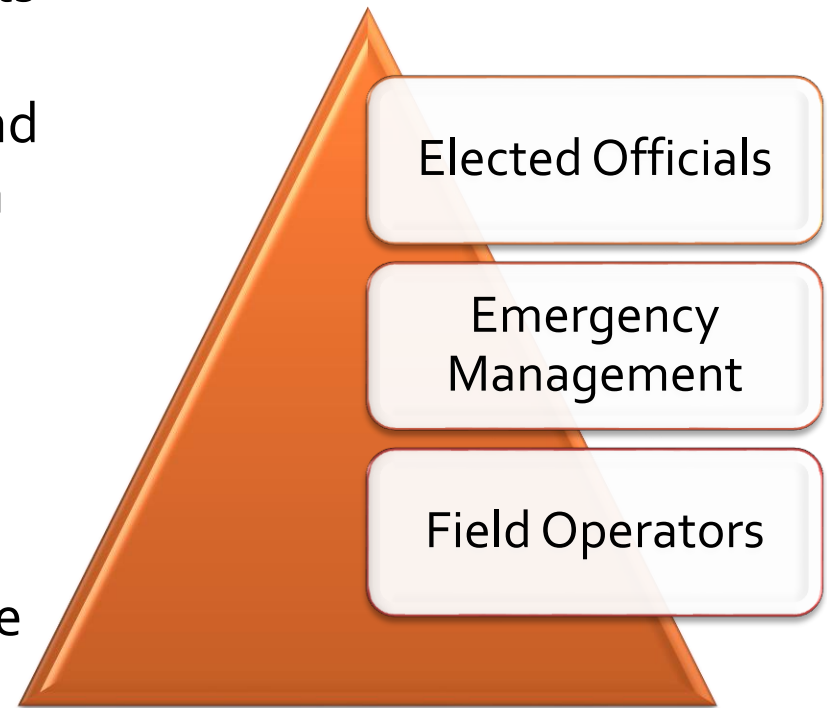 Elected Officials
Emergency
Management
Field Operators